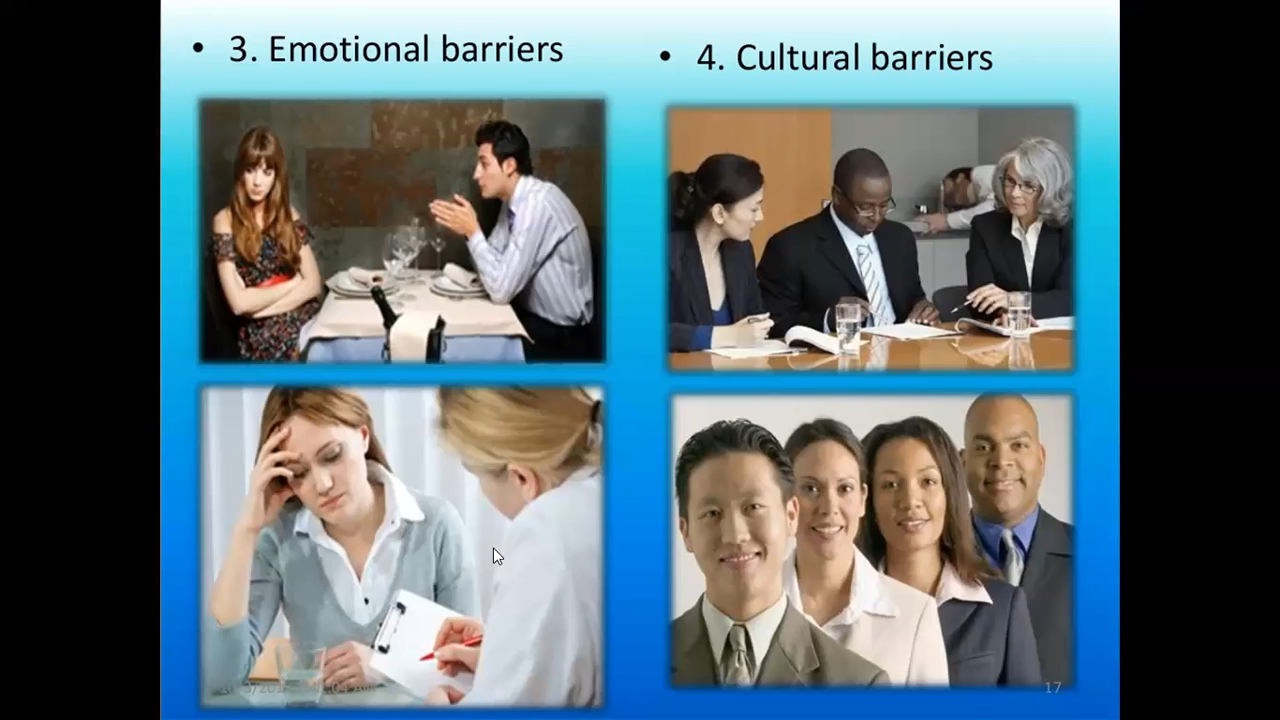 • 3. Emotional barriers
• 4. Cultural barriers
17